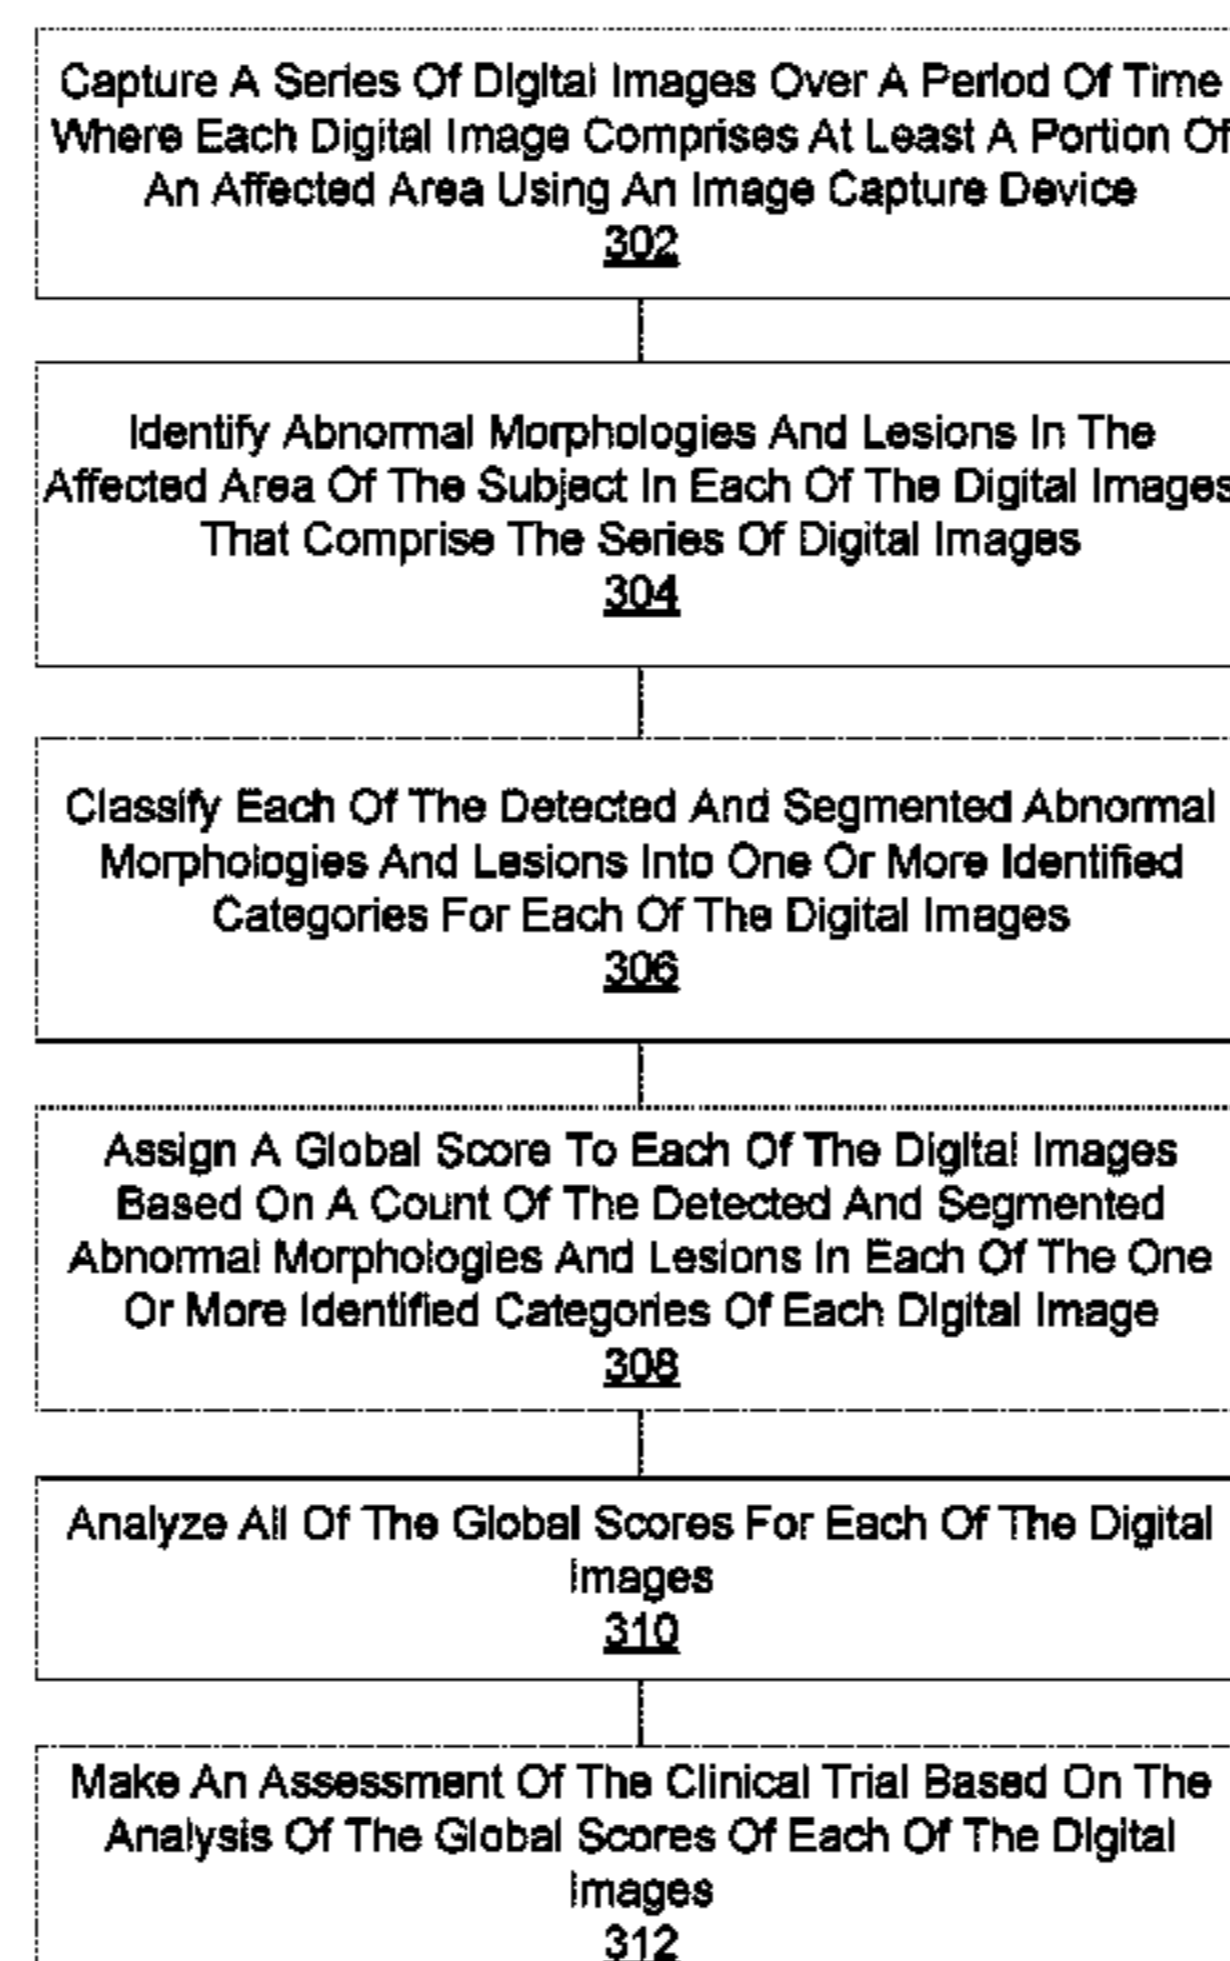 Capture A Series Of Digital Images Over A Period Of Time
Where Each Digital Image Comprises At Least A Portion Of
An Affected Area Using An Image Capture Device
302
Identify Abnormal Morphologies And Lesions In The
Affected Area Of The Subject In Each Of The Digital Images
That Comprise The Series Of Digital Images
304
Classify Each Of The Detected And Segmented Abnormal
Morphologies And Lesions Into One Or More Identified
Categories For Each Of The Digital Images
306
Assign A Global Score To Each Of The Digital Images
Based On A Count Of The Detected And Segmented
Abnormal Morphologies And Lesions In Each Of The One
Or More Identified Categories Of Each Digital Image
308
Analyze All Of The Global Scores For Each Of The Digital
Images
310
Make An Assessment Of The Clinical Trial Based On The
Analysis Of The Global Scores Of Each Of The Digital
Images
312